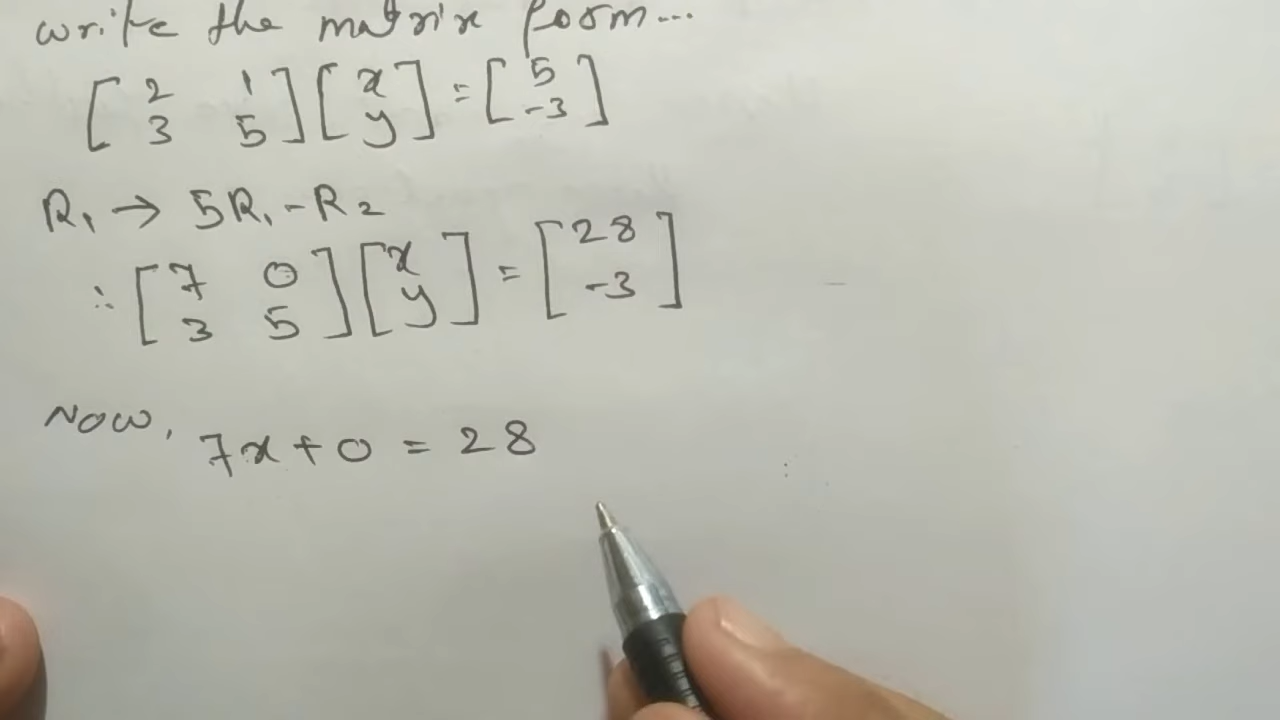 write the matrix form...
[ 2 1 ] [ x ] = [ 5 ]
[ 3 5 ] [ y ] [ -3 ]
R₁ → 5R₁ - R₂
∴ [ 7 0 ] [ x ] = [ 28 ]
[ 3 5 ] [ y ] [ -3 ]
Now, 7x + 0 = 28